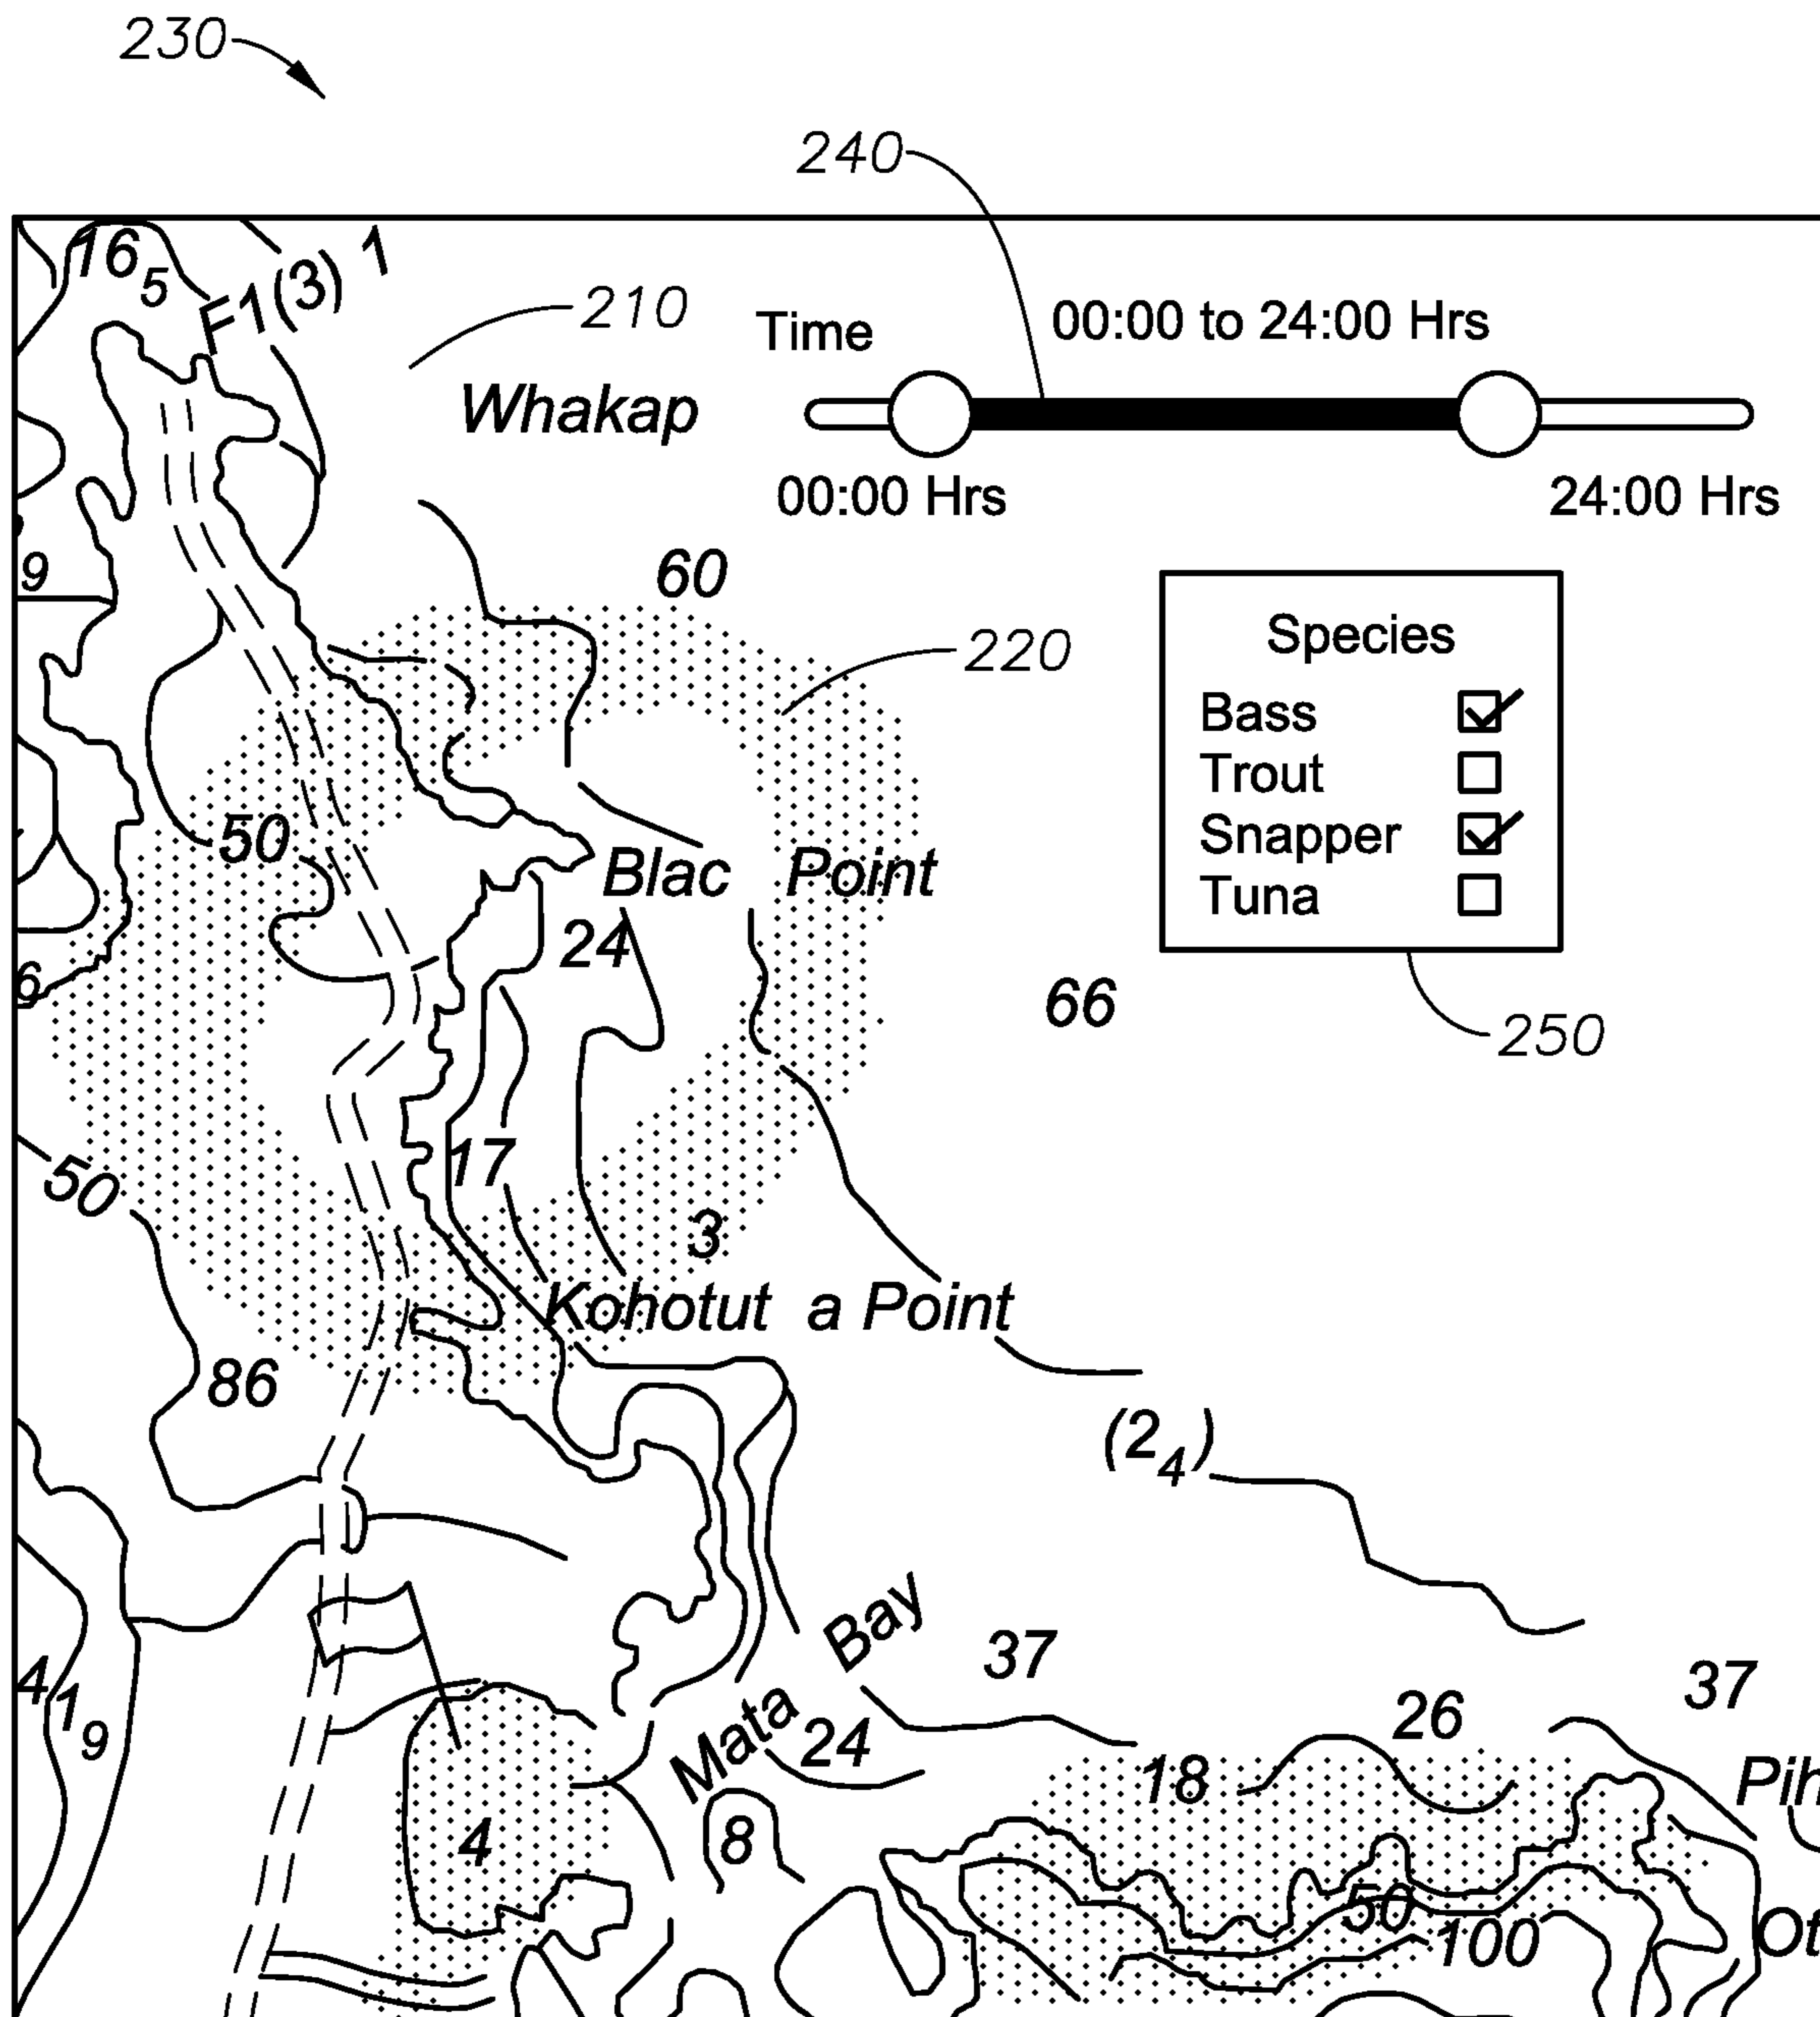 230
240
16 5
F1(3) 1
210
Time
00:00 to 24:00 Hrs
Whakap
00:00 Hrs
24:00 Hrs
9
60
Species
220
Bass
Trout
50
Snapper
Blac Point
Tuna
24
6
66
250
17
50
3
Kohotut a Point
86
(2 4)
Bay
37
4
1 9
Mata
24
26
37
18
Pih
4
8
50
100
Ot